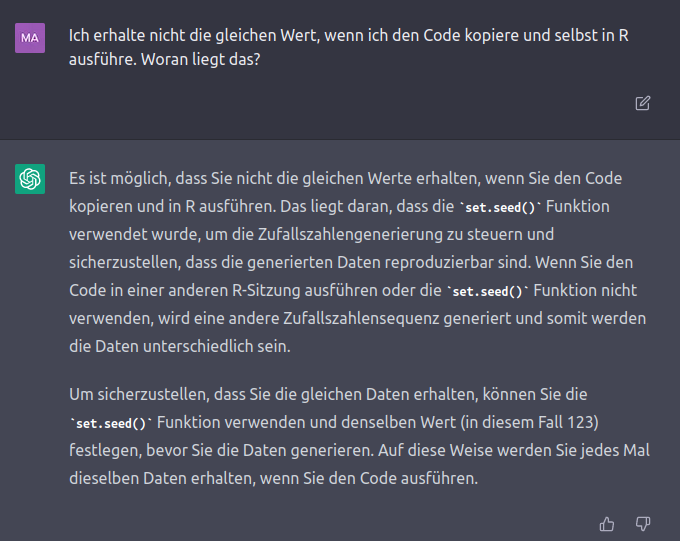 MA
Ich erhalte nicht die gleichen Wert, wenn ich den Code kopiere und selbst in R
ausführe. Woran liegt das?
Es ist möglich, dass Sie nicht die gleichen Werte erhalten, wenn Sie den Code
kopieren und in R ausführen. Das liegt daran, dass die `set.seed()` Funktion
verwendet wurde, um die Zufallszahlengenerierung zu steuern und
sicherzustellen, dass die generierten Daten reproduzierbar sind. Wenn Sie den
Code in einer anderen R-Sitzung ausführen oder die `set.seed()` Funktion nicht
verwenden, wird eine andere Zufallszahlensequenz generiert und somit werden
die Daten unterschiedlich sein.
Um sicherzustellen, dass Sie die gleichen Daten erhalten, können Sie die
`set.seed()` Funktion verwenden und denselben Wert (in diesem Fall 123)
festlegen, bevor Sie die Daten generieren. Auf diese Weise werden Sie jedes Mal
dieselben Daten erhalten, wenn Sie den Code ausführen.